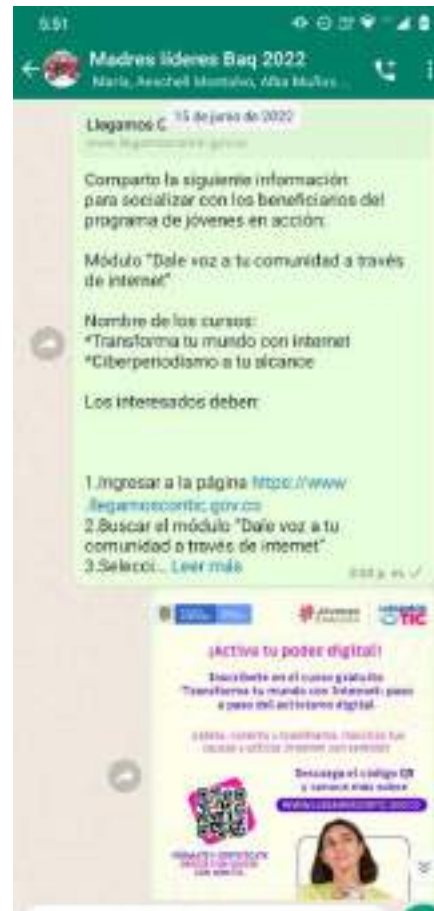 5:51
Madres líderes Baq 2022
María, Aeschell Montalvo, Alba Muñoz...
Llegamos C
15 de junio de 2022
Comparto la siguiente información
para socializar con los beneficiarios del
programa de jóvenes en acción:
Módulo "Dale voz a tu comunidad a través
de internet"
Nombre de los cursos:
*Transforma tu mundo con internet
*Ciberperiodismo a tu alcance
Los interesados deben:
1.Ingresar a la página https://www
.llegamoscontic.gov.co
2.Buscar el módulo "Dale voz a tu
comunidad a través de internet"
3.Selecci... Leer más
TIC
¡Activa tu poder digital!
Inscríbete en el curso gratuito
"Transforma tu mundo con Internet: paso
a paso del activismo digital.
Descarga el código QR
y conoce más sobre
WWW.LLEGAMOSCONTIC.GOV.CO